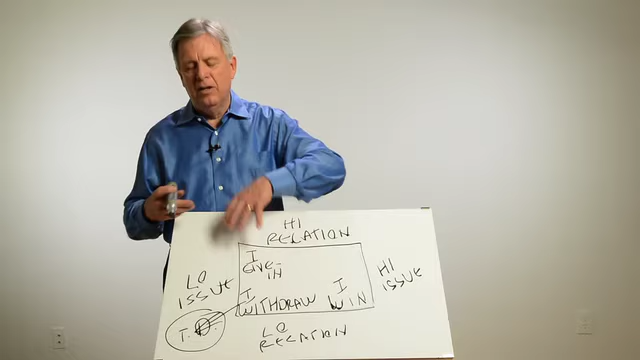 HI
RELATION
I
GIVE
IN
LO
ISSUE
HI
ISSUE
I
WITHDRAW
I
WIN
LO
RELATION